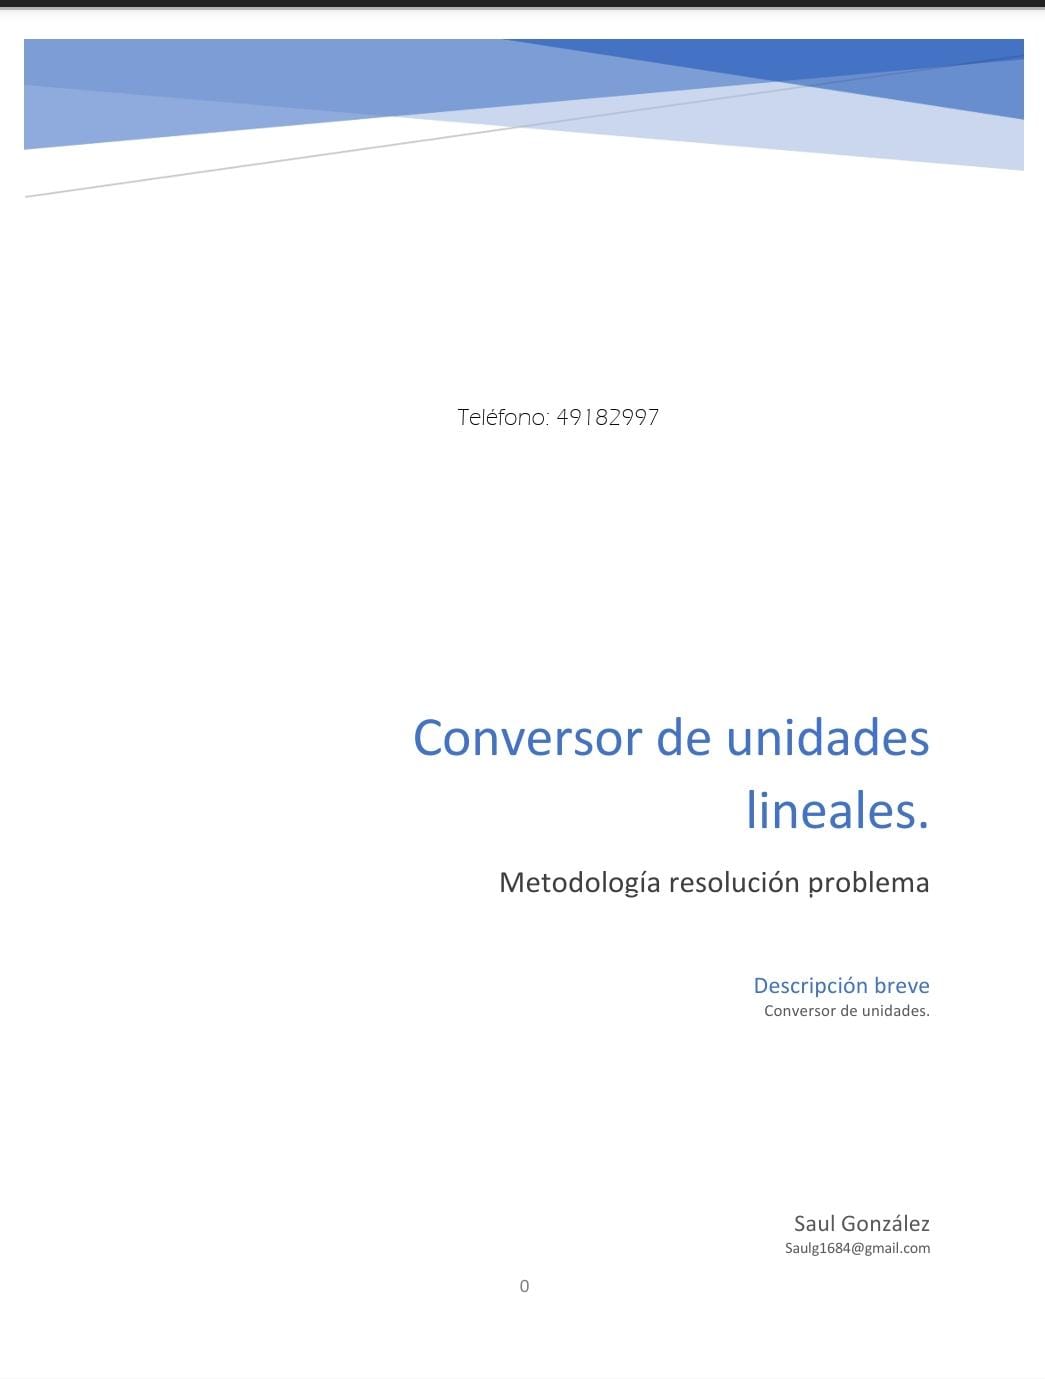 Teléfono: 49182997
Conversor de unidades
lineales.
Metodología resolución problema
Descripción breve
Conversor de unidades.
Saul González
Saulg1684@gmail.com
0